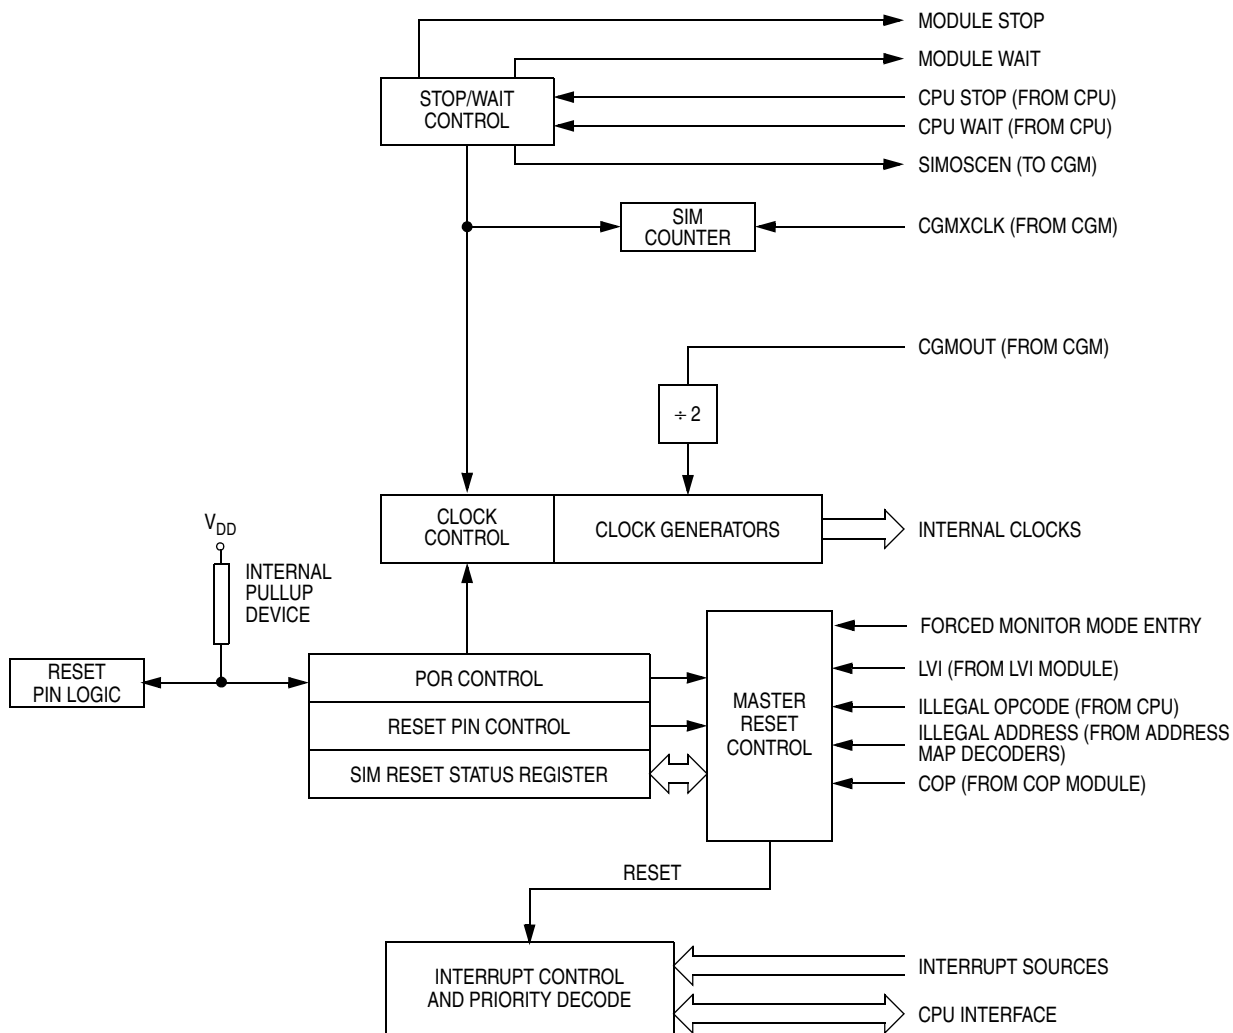 MODULE STOP
MODULE WAIT
STOP/WAIT
CONTROL
CPU STOP (FROM CPU)
CPU WAIT (FROM CPU)
SIMOSCEN (TO CGM)
SIM
COUNTER
CGMXCLK (FROM CGM)
CGMOUT (FROM CGM)
÷ 2
CLOCK
CONTROL
CLOCK GENERATORS
INTERNAL CLOCKS
VDD
INTERNAL
PULLUP
DEVICE
RESET
PIN LOGIC
POR CONTROL
RESET PIN CONTROL
SIM RESET STATUS REGISTER
MASTER
RESET
CONTROL
FORCED MONITOR MODE ENTRY
LVI (FROM LVI MODULE)
ILLEGAL OPCODE (FROM CPU)
ILLEGAL ADDRESS (FROM ADDRESS
MAP DECODERS)
COP (FROM COP MODULE)
RESET
INTERRUPT CONTROL
AND PRIORITY DECODE
INTERRUPT SOURCES
CPU INTERFACE